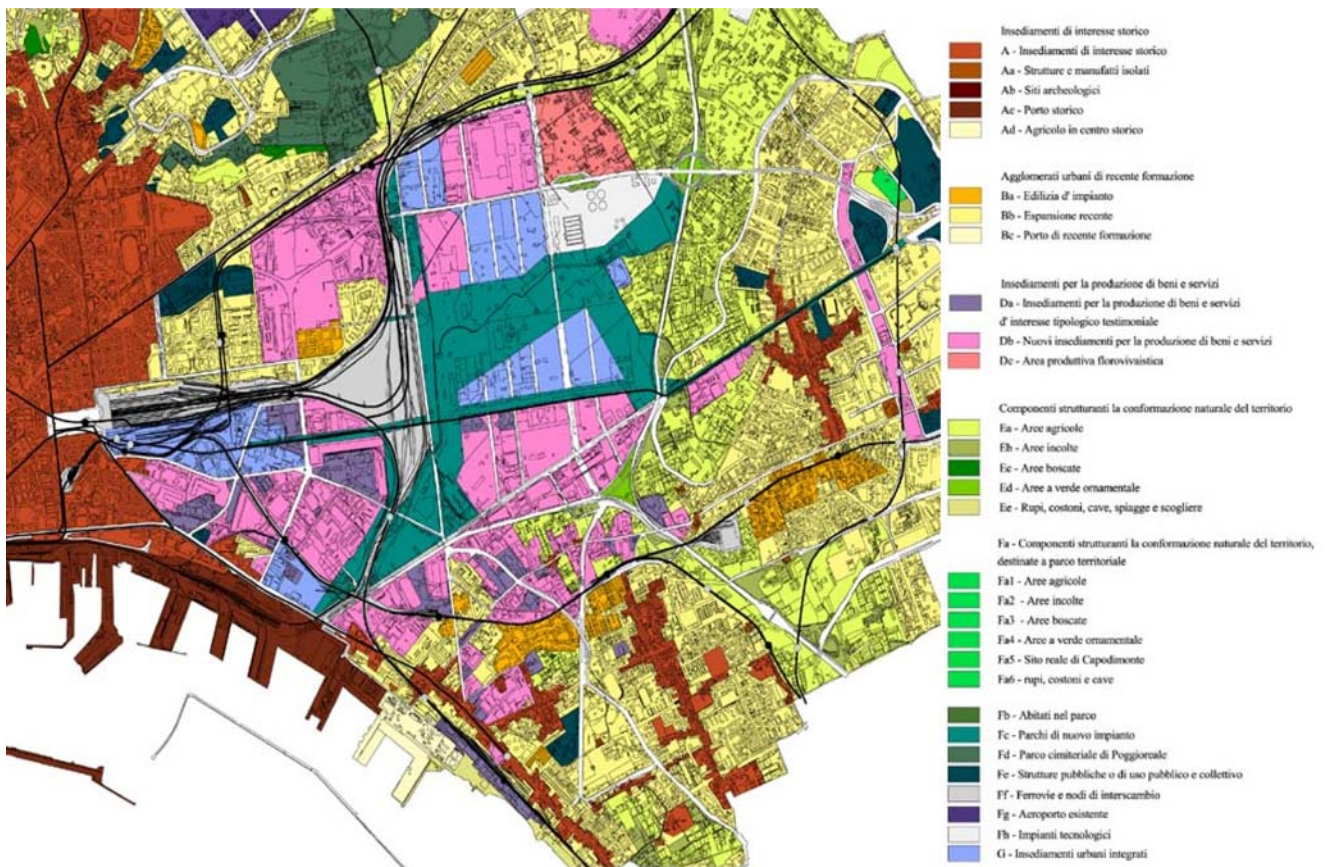 Insediamenti di interesse storico
A - Insediamenti di interesse storico
Aa - Strutture e manufatti isolati
Ab - Siti archeologici
Ac - Porto storico
Ad - Agricolo in centro storico
Agglomerati urbani di recente formazione
Ba - Edilizia d' impianto
Bb - Espansione recente
Bc - Porto di recente formazione
Insediamenti per la produzione di beni e servizi
Da - Insediamenti per la produzione di beni e servizi
d' interesse tipologico testimoniale
Db - Nuovi insediamenti per la produzione di beni e servizi
Dc - Area produttiva florovivaistica
Componenti strutturanti la conformazione naturale del territorio
Ea - Aree agricole
Eb - Aree incolte
Ec - Aree boscate
Ed - Aree a verde ornamentale
Ee - Rupi, costoni, cave, spiagge e scogliere
Fa - Componenti strutturanti la conformazione naturale del territorio,
destinate a parco territoriale
Fa1 - Aree agricole
Fa2 - Aree incolte
Fa3 - Aree boscate
Fa4 - Aree a verde ornamentale
Fa5 - Sito reale di Capodimonte
Fa6 - rupi, costoni e cave
Fb - Abitati nel parco
Fc - Parchi di nuovo impianto
Fd - Parco cimiteriale di Poggioreale
Fe - Strutture pubbliche o di uso pubblico e collettivo
Ff - Ferrovie e nodi di interscambio
Fg - Aeroporto esistente
Fh - Impianti tecnologici
G - Insediamenti urbani integrati